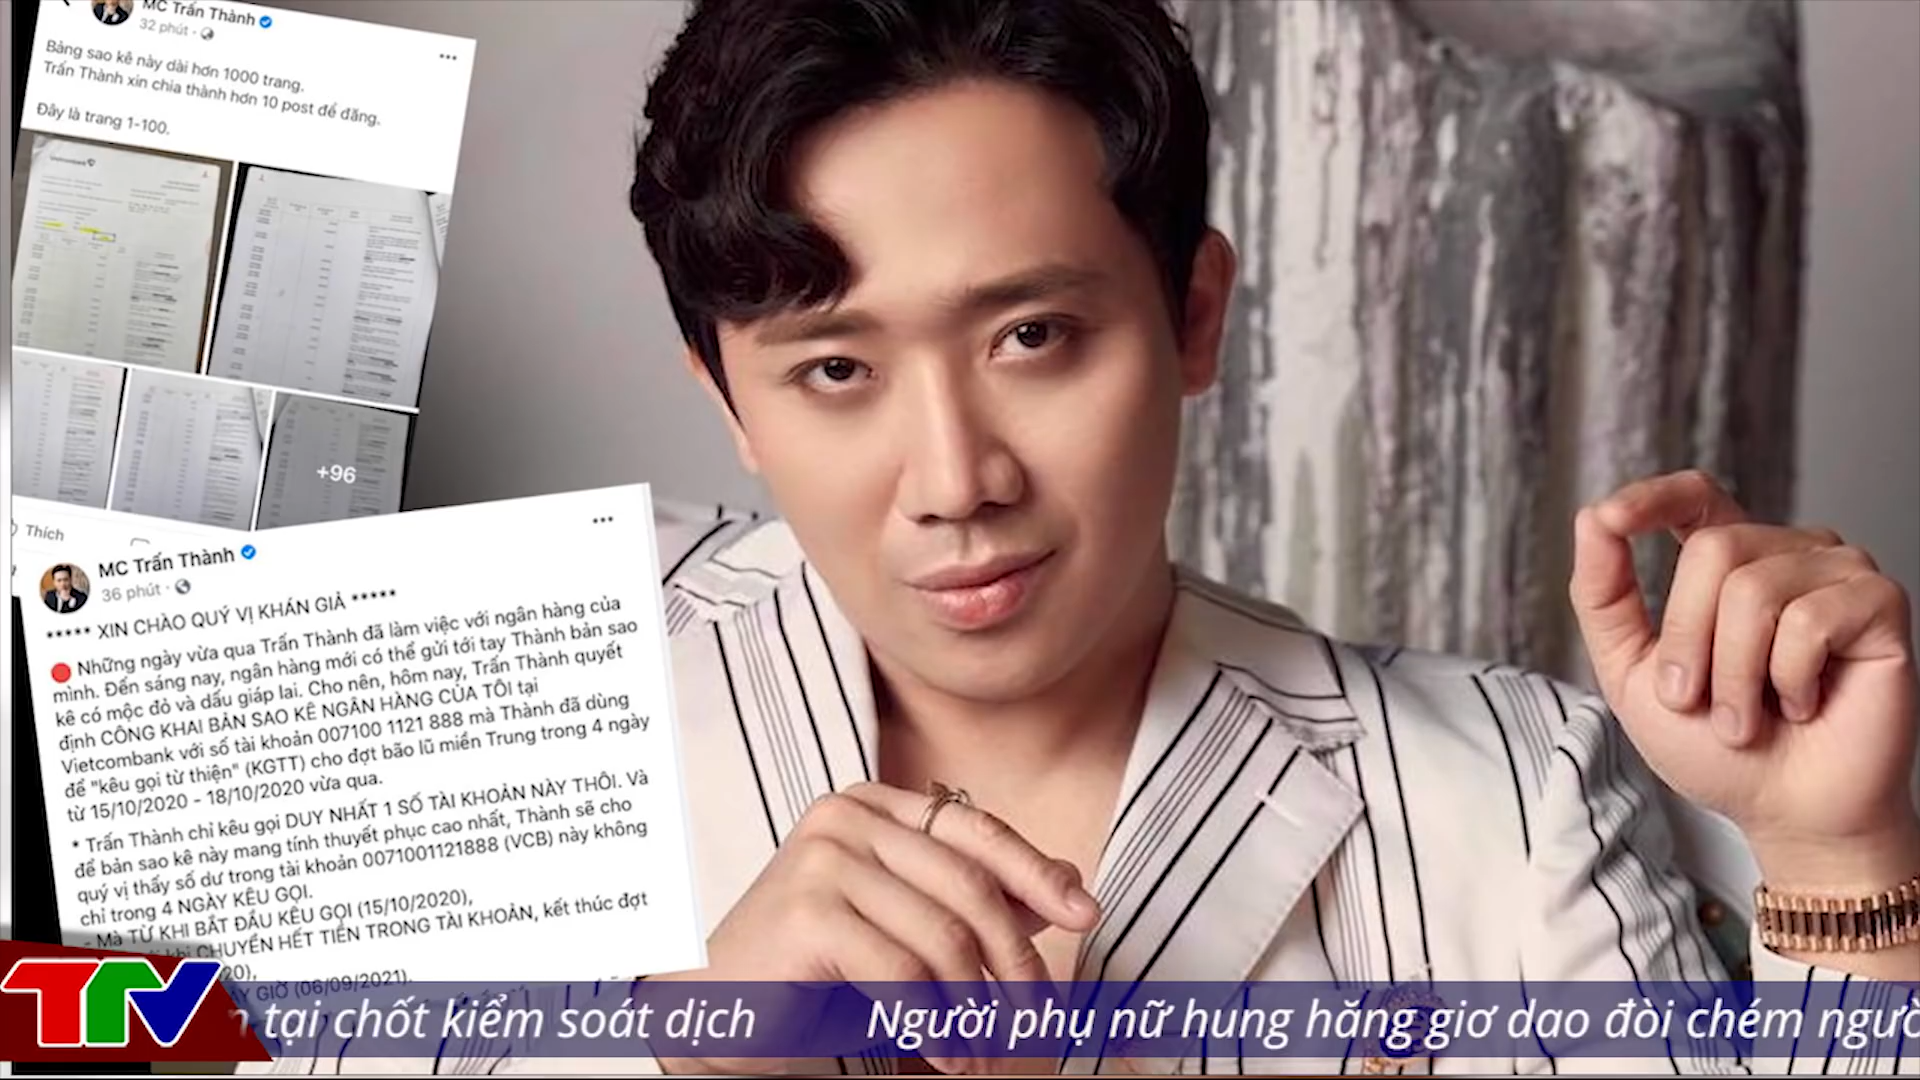 MC Trấn Thành
32 phút
Bảng sao kê này dài hơn 1000 trang.
Trấn Thành xin chia thành hơn 10 post để đăng.
Đây là trang 1-100.
+96
Thích
MC Trấn Thành
36 phút
***** XIN CHÀO QUÝ VỊ KHÁN GIẢ *****
Những ngày vừa qua Trấn Thành đã làm việc với ngân hàng của
mình. Đến sáng nay, ngân hàng mới có thể gửi tới tay Thành bản sao
kê có mộc đỏ và dấu giáp lai. Cho nên, hôm nay, Trấn Thành quyết
định CÔNG KHAI BẢN SAO KÊ NGÂN HÀNG CỦA TÔI tại
Vietcombank với số tài khoản 007100 1121 888 mà Thành đã dùng
để "kêu gọi từ thiện" (KGTT) cho đợt bão lũ miền Trung trong 4 ngày
từ 15/10/2020 - 18/10/2020 vừa qua.
* Trấn Thành chỉ kêu gọi DUY NHẤT 1 SỐ TÀI KHOẢN NÀY THÔI. Và
để bản sao kê này mang tính thuyết phục cao nhất, Thành sẽ cho
quý vị thấy số dư trong tài khoản 0071001121888 (VCB) này không
chỉ trong 4 NGÀY KÊU GỌI.
- Mà TỪ KHI BẮT ĐẦU KÊU GỌI (15/10/2020),
khi CHUYỂN HẾT TIỀN TRONG TÀI KHOẢN, kết thúc đợt
20),
GIỜ (06/09/2021).
TTV
tại chốt kiểm soát dịch Người phụ nữ hung hăng giơ dao đòi chém